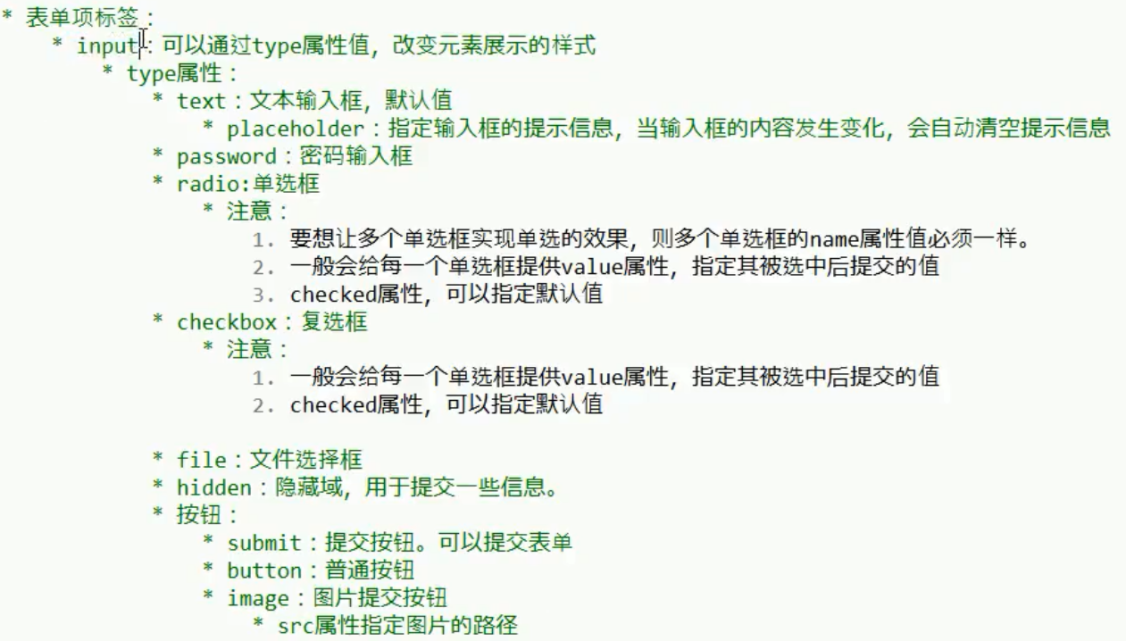 * 表单项标签：
* input：可以通过type属性值，改变元素展示的样式
* type属性：
* text：文本输入框，默认值
* placeholder：指定输入框的提示信息，当输入框的内容发生变化，会自动清空提示信息
* password：密码输入框
* radio:单选框
* 注意：
1. 要想让多个单选框实现单选的效果，则多个单选框的name属性值必须一样。
2. 一般会给每一个单选框提供value属性，指定其被选中后提交的值
3. checked属性，可以指定默认值
* checkbox：复选框
* 注意：
1. 一般会给每一个单选框提供value属性，指定其被选中后提交的值
2. checked属性，可以指定默认值
* file：文件选择框
* hidden：隐藏域，用于提交一些信息。
* 按钮：
* submit：提交按钮。可以提交表单
* button：普通按钮
* image：图片提交按钮
* src属性指定图片的路径